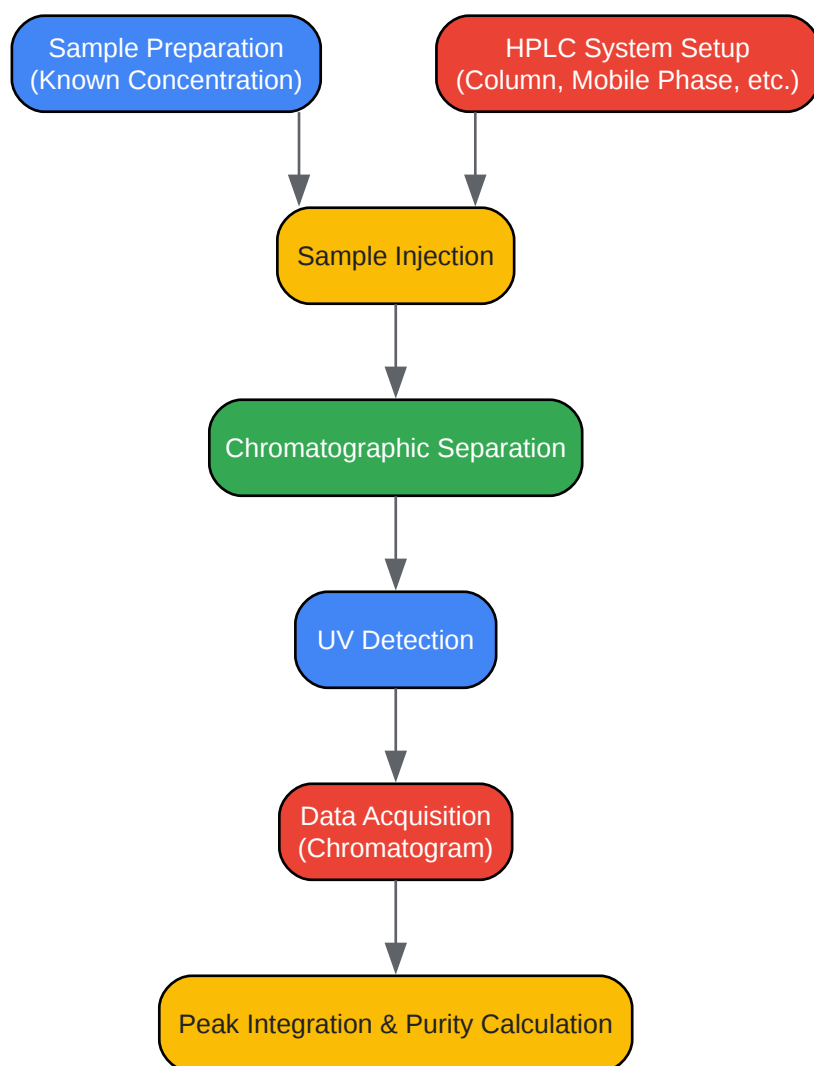 Sample Preparation
(Known Concentration)
HPLC System Setup
(Column, Mobile Phase, etc.)
Sample Injection
Chromatographic Separation
UV Detection
Data Acquisition
(Chromatogram)
Peak Integration & Purity Calculation